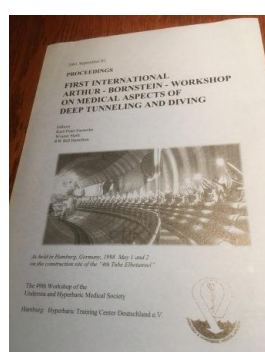 PROCEEDINGS
FIRST INTERNATIONAL
ARTHUR - BORNSTEIN - WORKSHOP
ON MEDICAL ASPECTS OF
DEEP TUNNELING AND DIVING
Editors
As held in Hamburg, Germany, 1998 May 1 and 2
on the construction site of the "4th Tube Elbtunnel"
The 49th Workshop of the
Undersea and Hyperbaric Medical Society
Hamburg: Hyperbaric Training Center Deutschland e.V.